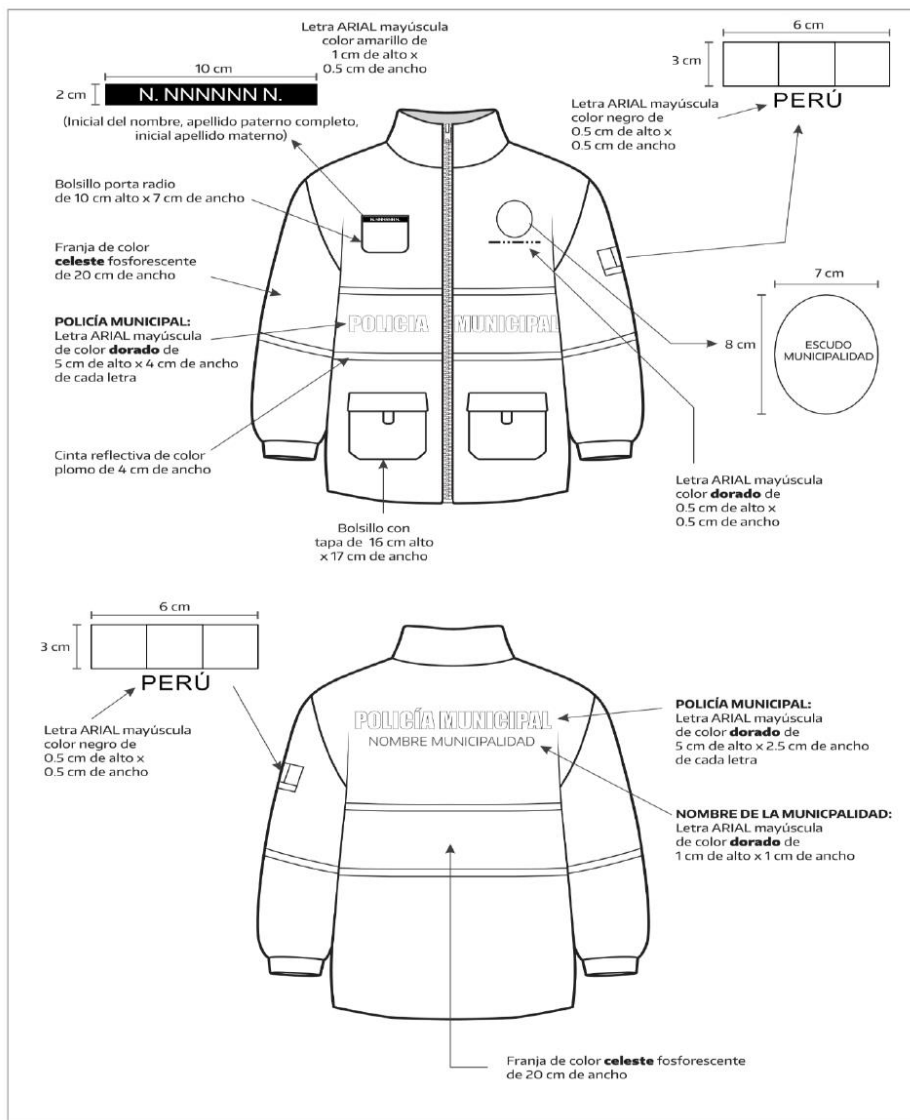 Letra ARIAL mayúscula
color amarillo de
1 cm de alto x
0.5 cm de ancho
10 cm
2 cm
N. NNNNNN N.
(Inicial del nombre, apellido paterno completo,
inicial apellido materno)
6 cm
3 cm
PERÚ
Letra ARIAL mayúscula
color negro de
0.5 cm de alto x
0.5 cm de ancho
Bolsillo porta radio
de 10 cm alto x 7 cm de ancho
N. NNNNNN N.
Franja de color
celeste fosforescente
de 20 cm de ancho
POLICÍA MUNICIPAL:
Letra ARIAL mayúscula
de color dorado de
5 cm de alto x 4 cm de ancho
de cada letra
POLICIA MUNICIPAL
7 cm
8 cm
ESCUDO
MUNICIPALIDAD
Cinta reflectiva de color
plomo de 4 cm de ancho
Letra ARIAL mayúscula
color dorado de
0.5 cm de alto x
0.5 cm de ancho
Bolsillo con
tapa de 16 cm alto
x 17 cm de ancho
6 cm
3 cm
PERÚ
Letra ARIAL mayúscula
color negro de
0.5 cm de alto x
0.5 cm de ancho
POLICÍA MUNICIPAL
NOMBRE MUNICIPALIDAD
POLICÍA MUNICIPAL:
Letra ARIAL mayúscula
de color dorado de
5 cm de alto x 2.5 cm de ancho
de cada letra
NOMBRE DE LA MUNICPALIDAD:
Letra ARIAL mayúscula
de color dorado de
1 cm de alto x 1 cm de ancho
Franja de color celeste fosforescente
de 20 cm de ancho